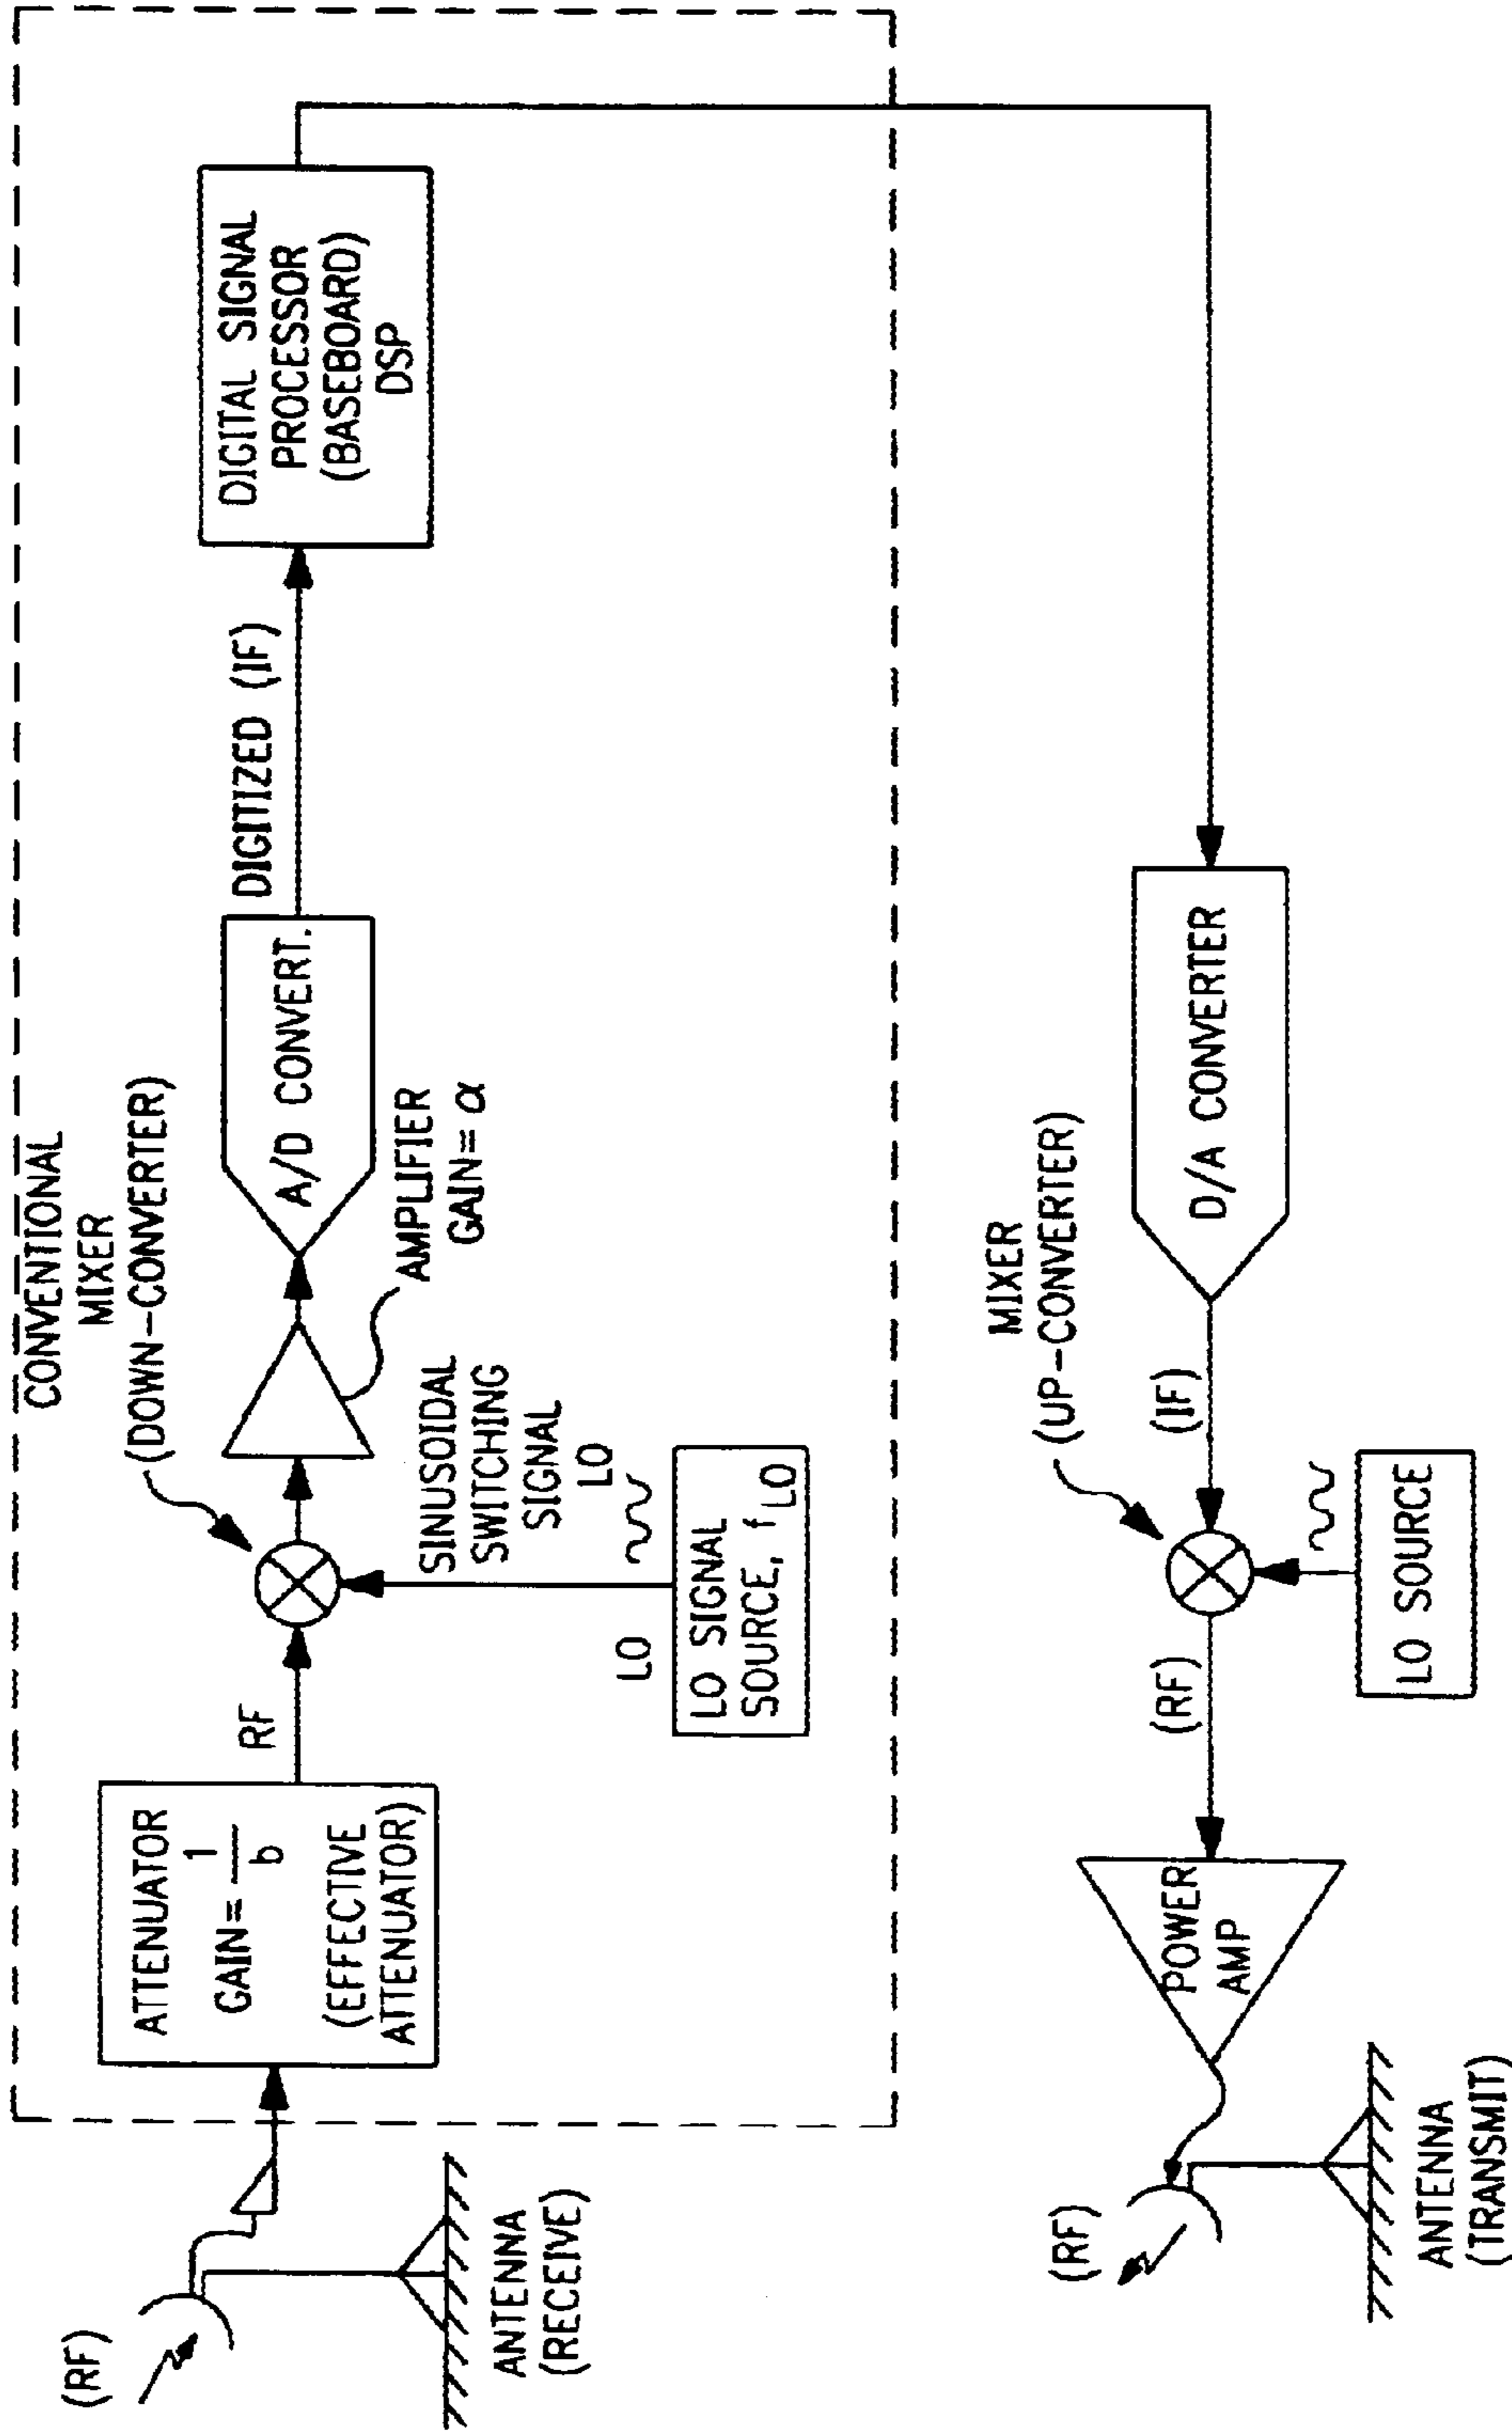 (RF)
ANTENNA
(RECEIVE)
ATTENUATOR
GAIN= 1
b
(EFFECTIVE
ATTENUATOR)
RF
CONVENTIONAL
MIXER
(DOWN-CONVERTER)
LO
LO SIGNAL
SOURCE, fLO
SINUSOIDAL
SWITCHING
SIGNAL
LO
AMPLIFIER
GAIN= α
A/D CONVERT.
DIGITIZED (IF)
DIGITAL SIGNAL
PROCESSOR
(BASEBOARD)
DSP
(RF)
ANTENNA
(TRANSMIT)
POWER
AMP
(RF)
MIXER
(UP-CONVERTER)
LO SOURCE
(IF)
D/A CONVERTER